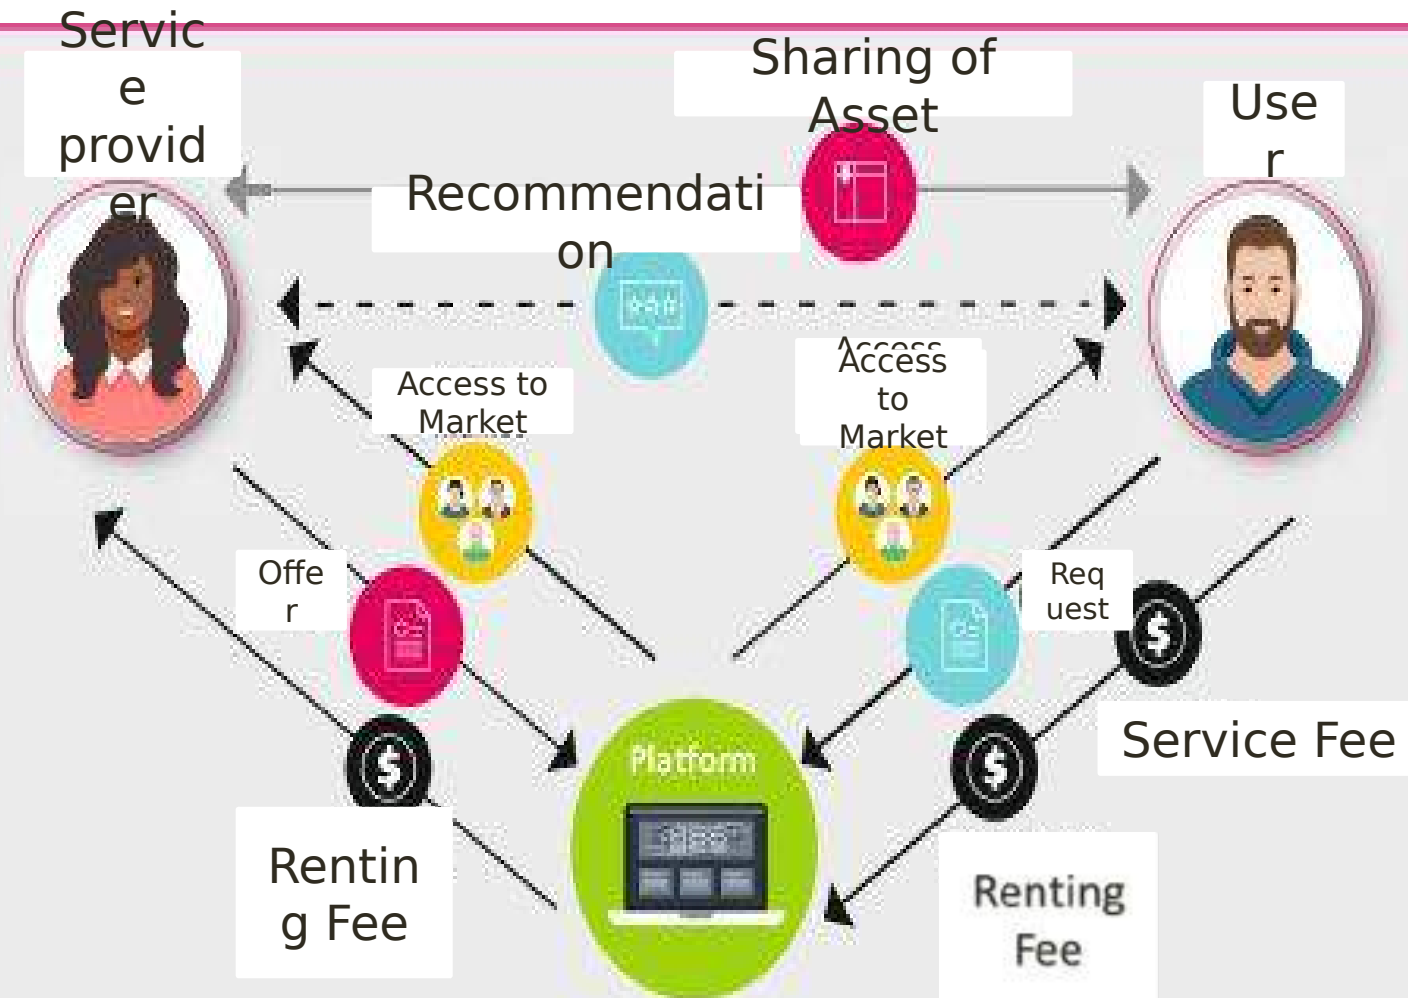 Servic
e
provid
er
Sharing of
Asset
Use
r
Recommendati
on
Access to
Market
Access
Access
to
Market
Offe
r
Req
uest
Platform
Service Fee
Rentin
g Fee
Renting
Fee